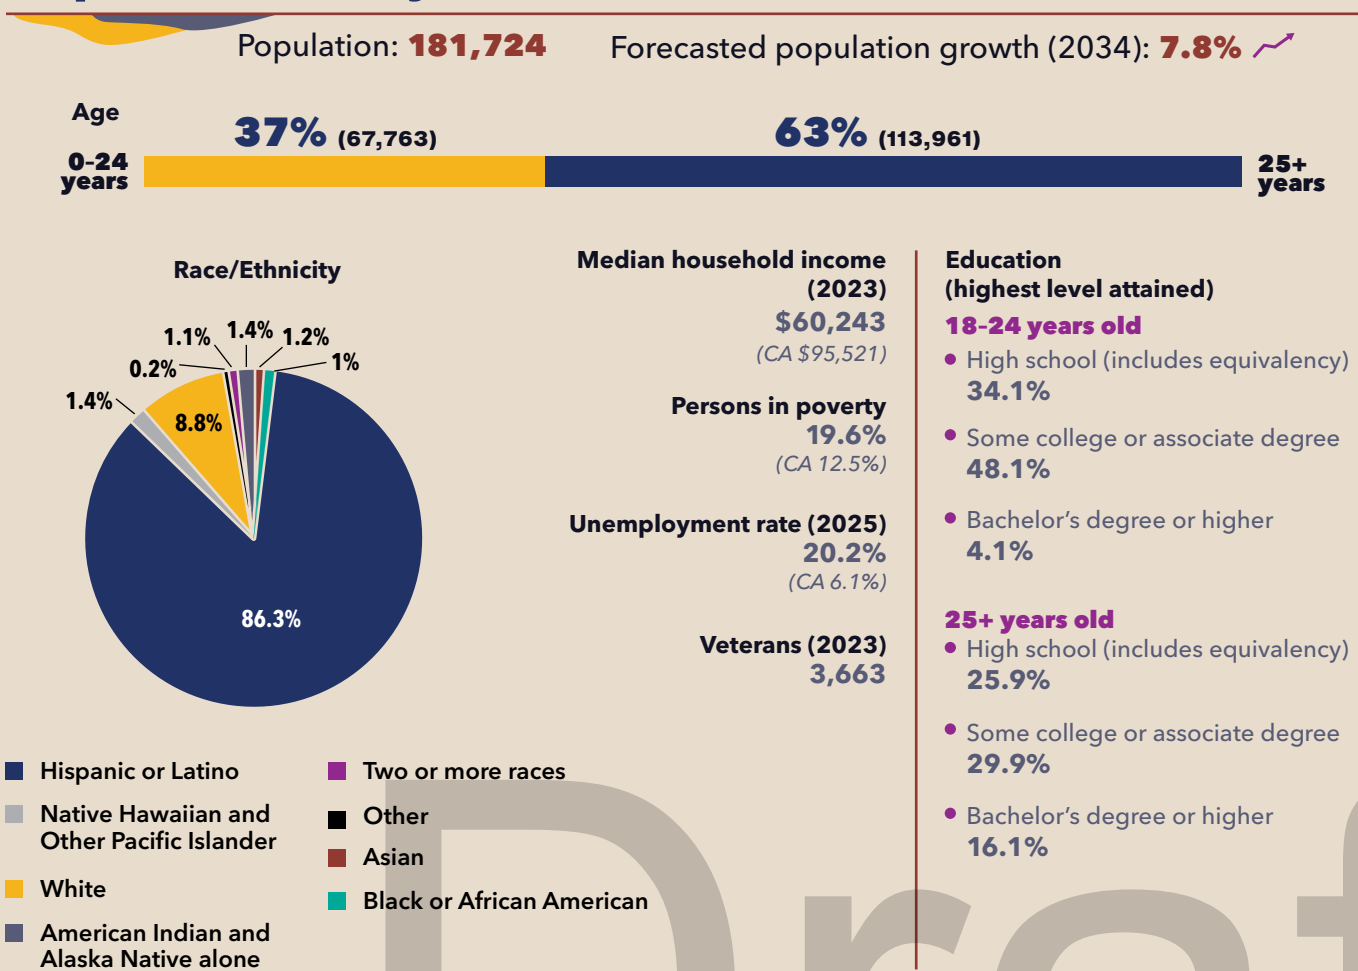 Population: 181,724
Forecasted population growth (2034): 7.8%
Age
37% (67,763)
63% (113,961)
0-24
years
25+
years
Race/Ethnicity
1.1%
1.4%
1.2%
0.2%
1%
1.4%
8.8%
86.3%
Hispanic or Latino
Native Hawaiian and
Other Pacific Islander
White
American Indian and
Alaska Native alone
Two or more races
Other
Asian
Black or African American
Median household income
(2023)
$60,243
(CA $95,521)
Persons in poverty
19.6%
(CA 12.5%)
Unemployment rate (2025)
20.2%
(CA 6.1%)
Veterans (2023)
3,663
Education
(highest level attained)
18-24 years old
High school (includes equivalency)
34.1%
Some college or associate degree
48.1%
Bachelor’s degree or higher
4.1%
25+ years old
High school (includes equivalency)
25.9%
Some college or associate degree
29.9%
Bachelor’s degree or higher
16.1%